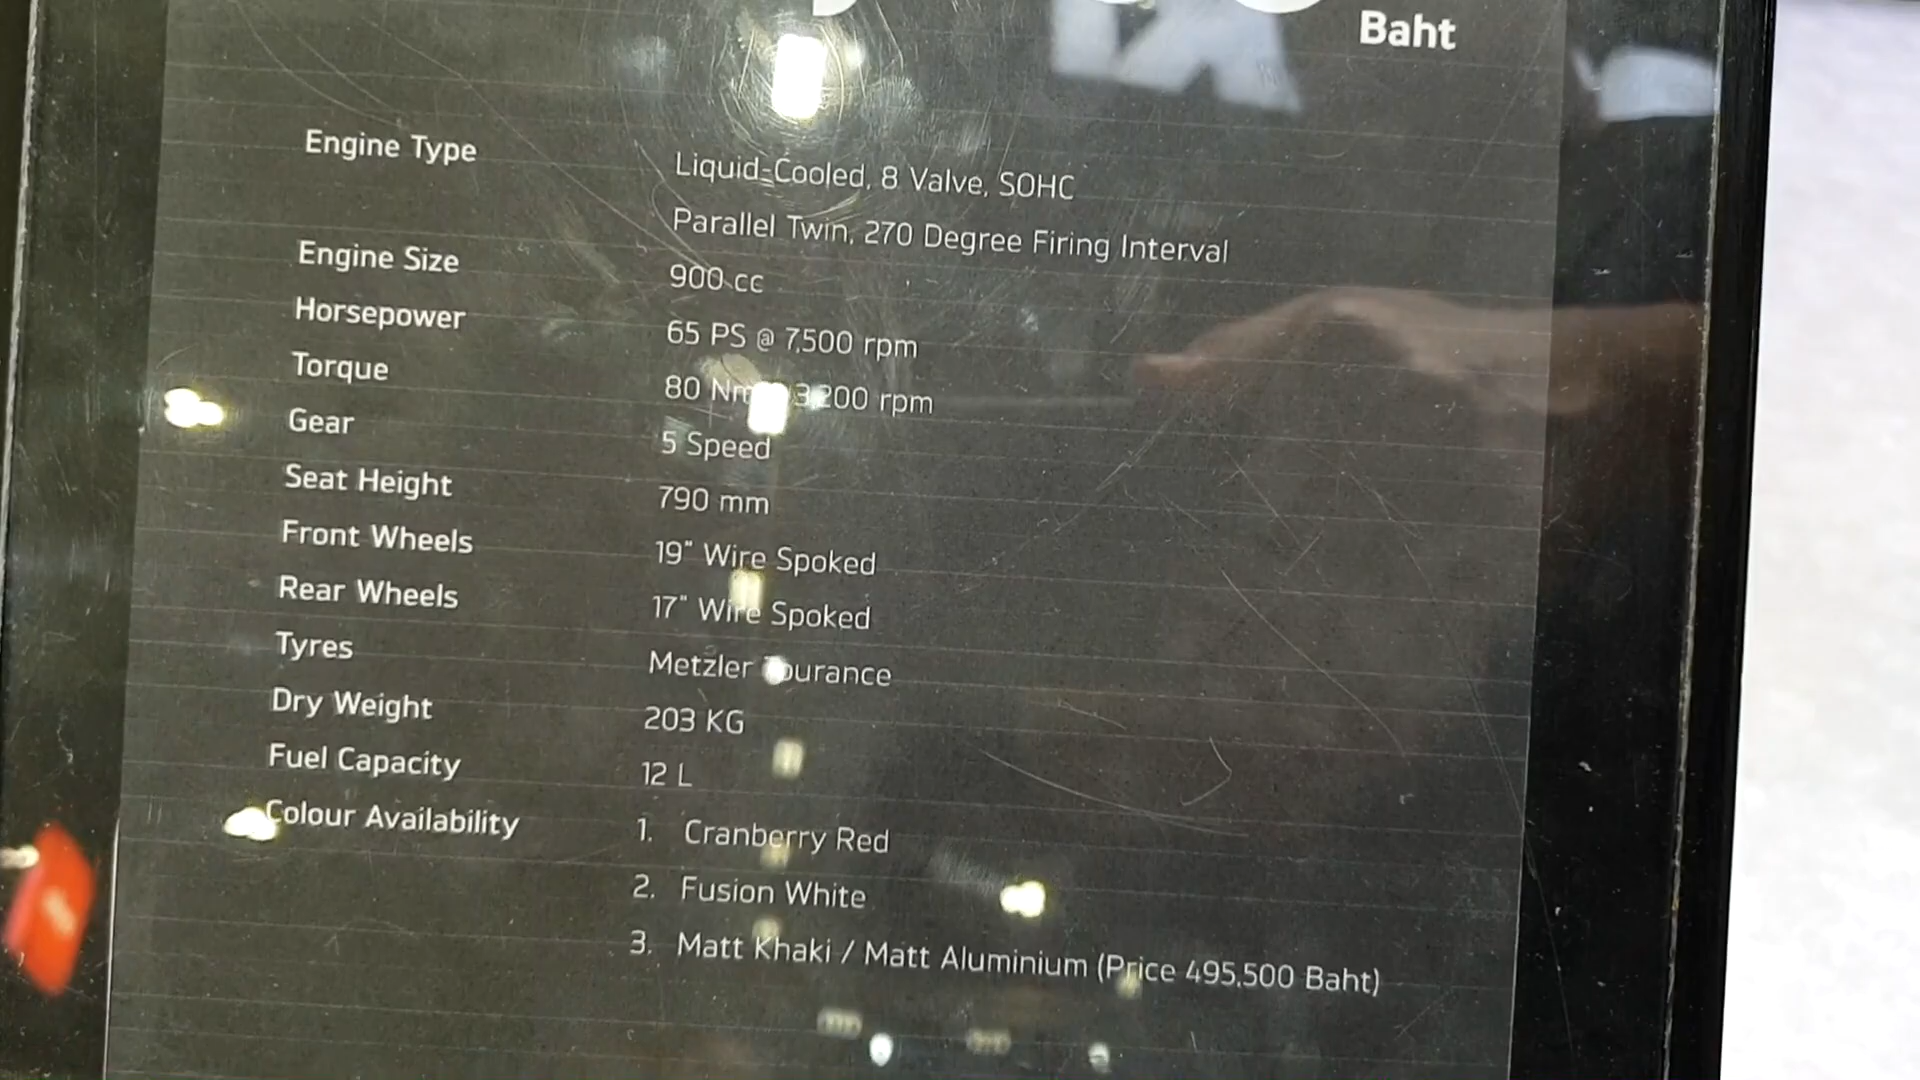 Baht
Engine Type
Liquid-Cooled, 8 Valve, SOHC
Parallel Twin, 270 Degree Firing Interval
Engine Size
900 cc
Horsepower
65 PS @ 7,500 rpm
Torque
80 Nm 3,200 rpm
Gear
5 Speed
Seat Height
790 mm
Front Wheels
19" Wire Spoked
Rear Wheels
17" Wire Spoked
Tyres
Metzler Tourance
Dry Weight
203 KG
Fuel Capacity
12 L
Colour Availability
1. Cranberry Red
2. Fusion White
3. Matt Khaki / Matt Aluminium (Price 495,500 Baht)